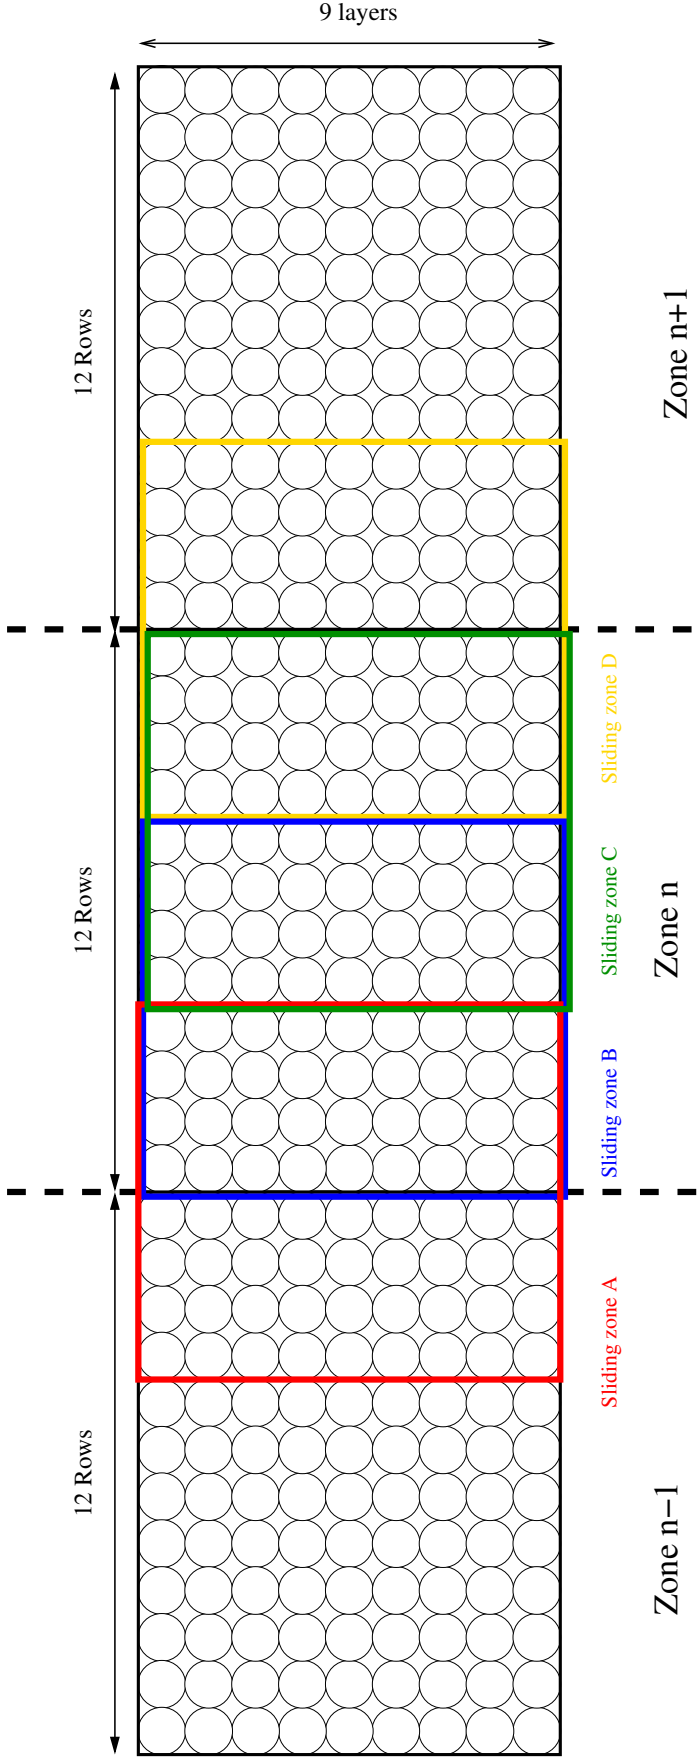 9 layers
12 Rows
Zone n+1
Sliding zone D
12 Rows
Sliding zone C
Zone n
Sliding zone B
Sliding zone A
12 Rows
Zone n−1